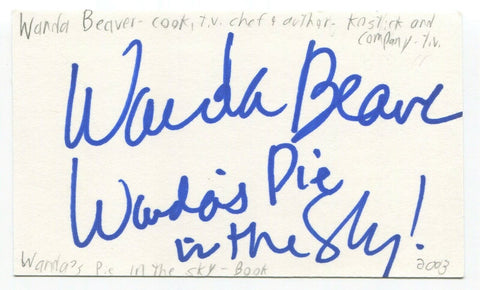 Wanda Beaver - cook, t.v. chef & author - Kostick and
Company - t.v.
Wanda Beaver
Wanda's Pie
in the Sky!
Wanda's Pie in the Sky - Book
2003